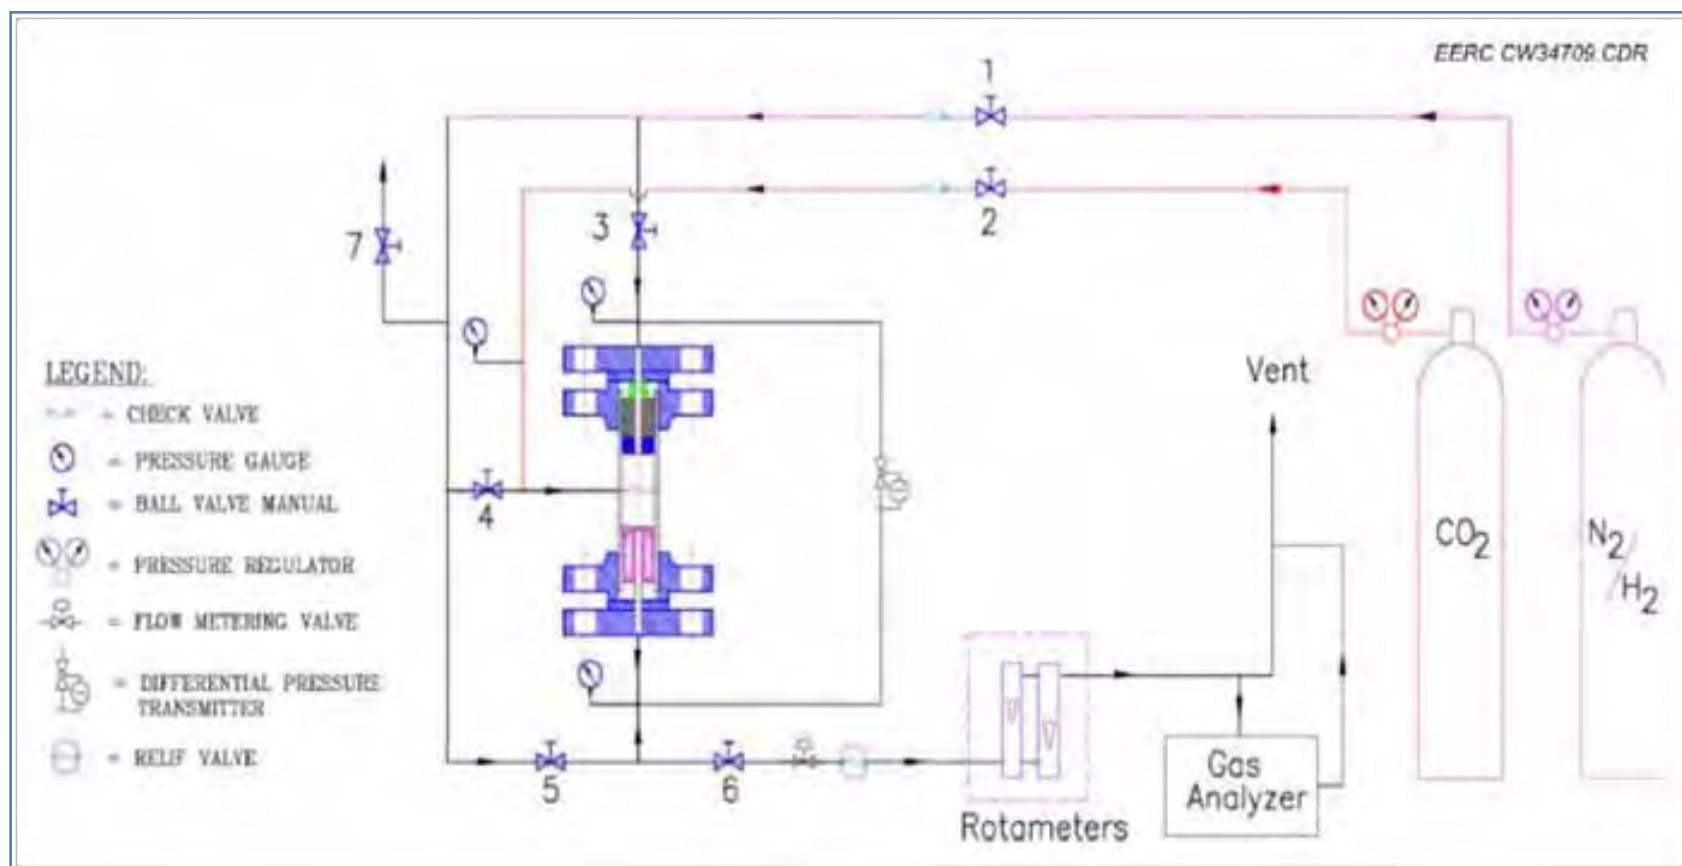 EERC CW34709.CDR
1
2
3
7
LEGEND:
= CHECK VALVE
= PRESSURE GAUGE
= BALL VALVE MANUAL
= PRESSURE REGULATOR
= FLOW METERING VALVE
= DIFFERENTIAL PRESSURE
TRANSMITTER
= RELIF VALVE
4
5
6
Vent
Rotameters
Gas
Analyzer
CO2
N2/
/H2